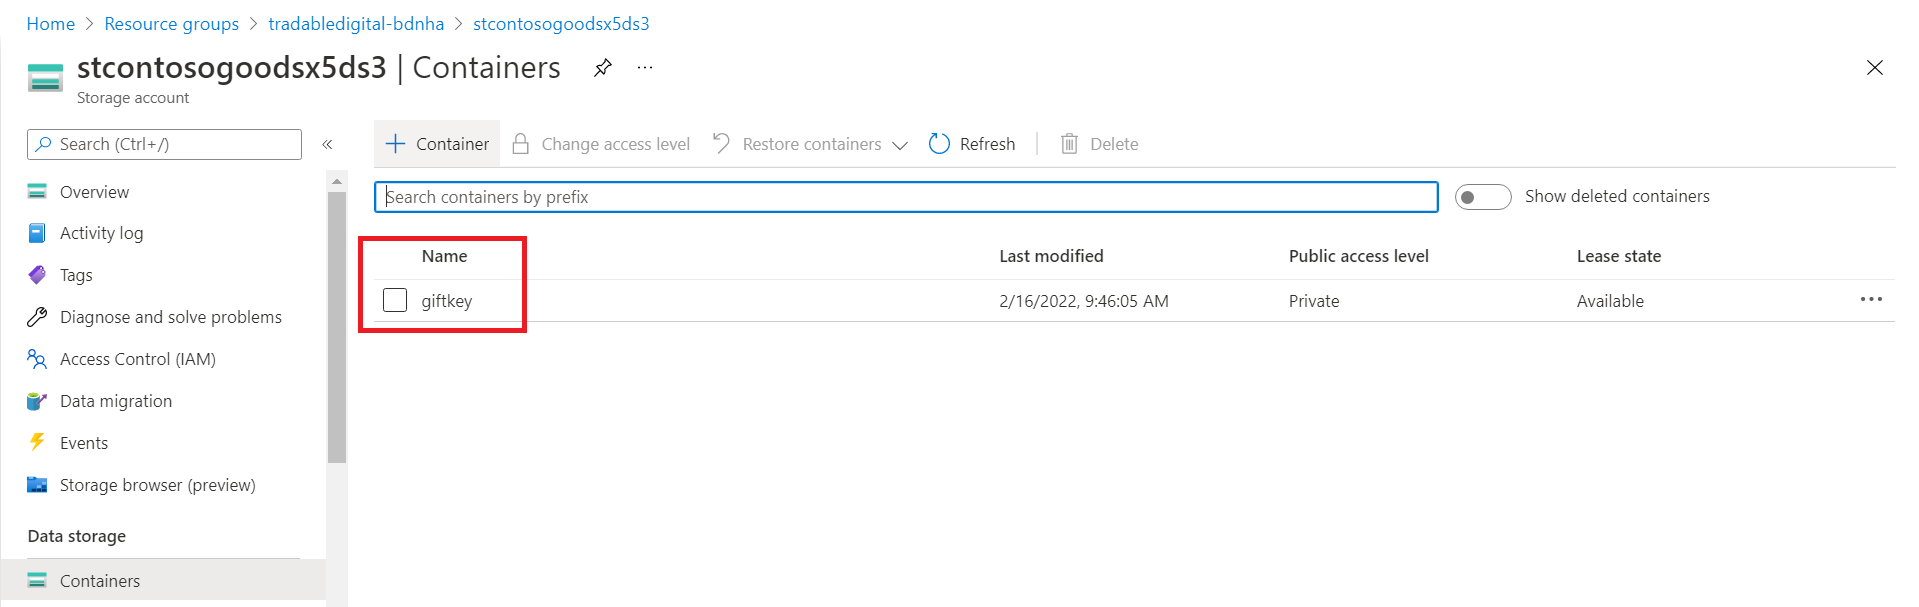 Home > Resource groups > tradabledigital-bdnha > stcontosogoodsx5ds3
stcontosogoodsx5ds3 | Containers
Storage account
Search (Ctrl+/)
Overview
Activity log
Tags
Diagnose and solve problems
Access Control (IAM)
Data migration
Events
Storage browser (preview)
Data storage
Containers
Container Change access level Restore containers Refresh Delete
Search containers by prefix Show deleted containers
Name Last modified Public access level Lease state
giftkey 2/16/2022, 9:46:05 AM Private Available